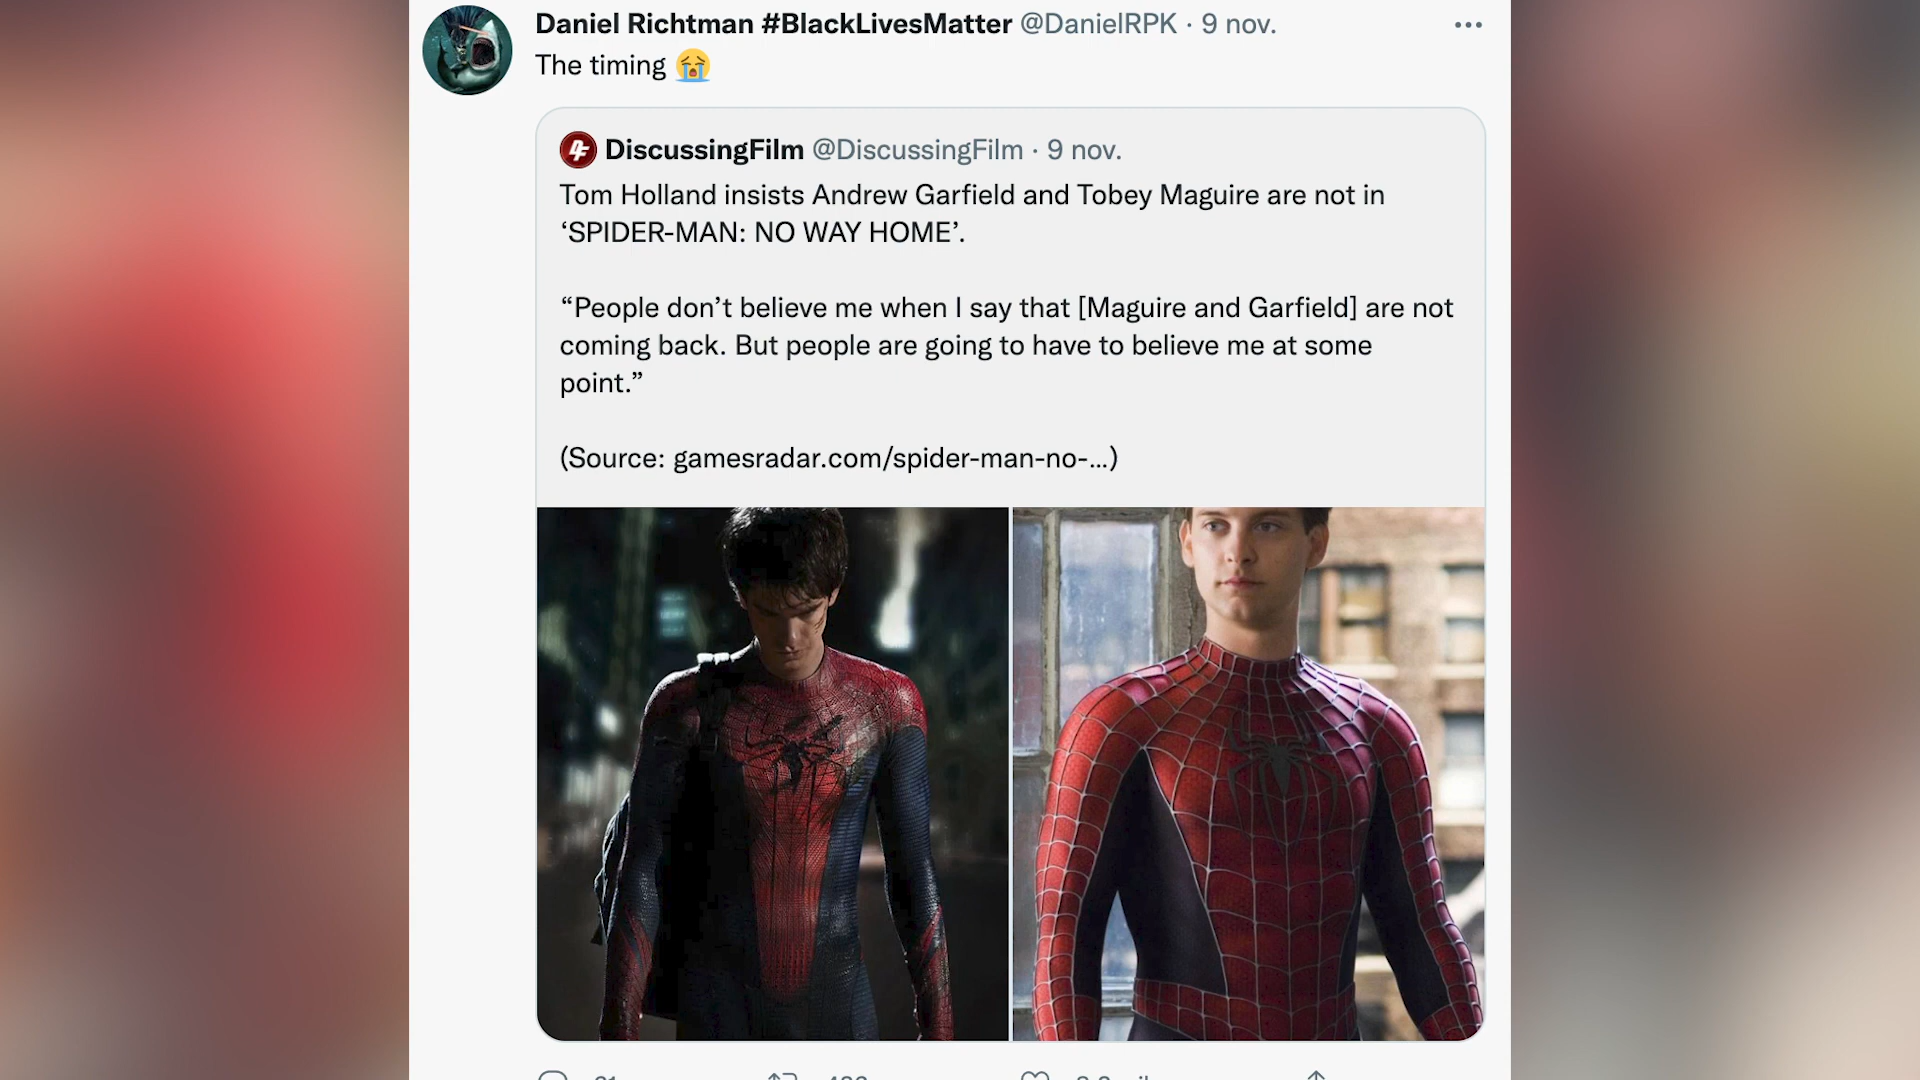 Daniel Richtman #BlackLivesMatter @DanielRPK · 9 nov.
The timing 😭
DiscussingFilm @DiscussingFilm · 9 nov.
Tom Holland insists Andrew Garfield and Tobey Maguire are not in
‘SPIDER-MAN: NO WAY HOME’.
“People don’t believe me when I say that [Maguire and Garfield] are not
coming back. But people are going to have to believe me at some
point.”
(Source: gamesradar.com/spider-man-no-...)